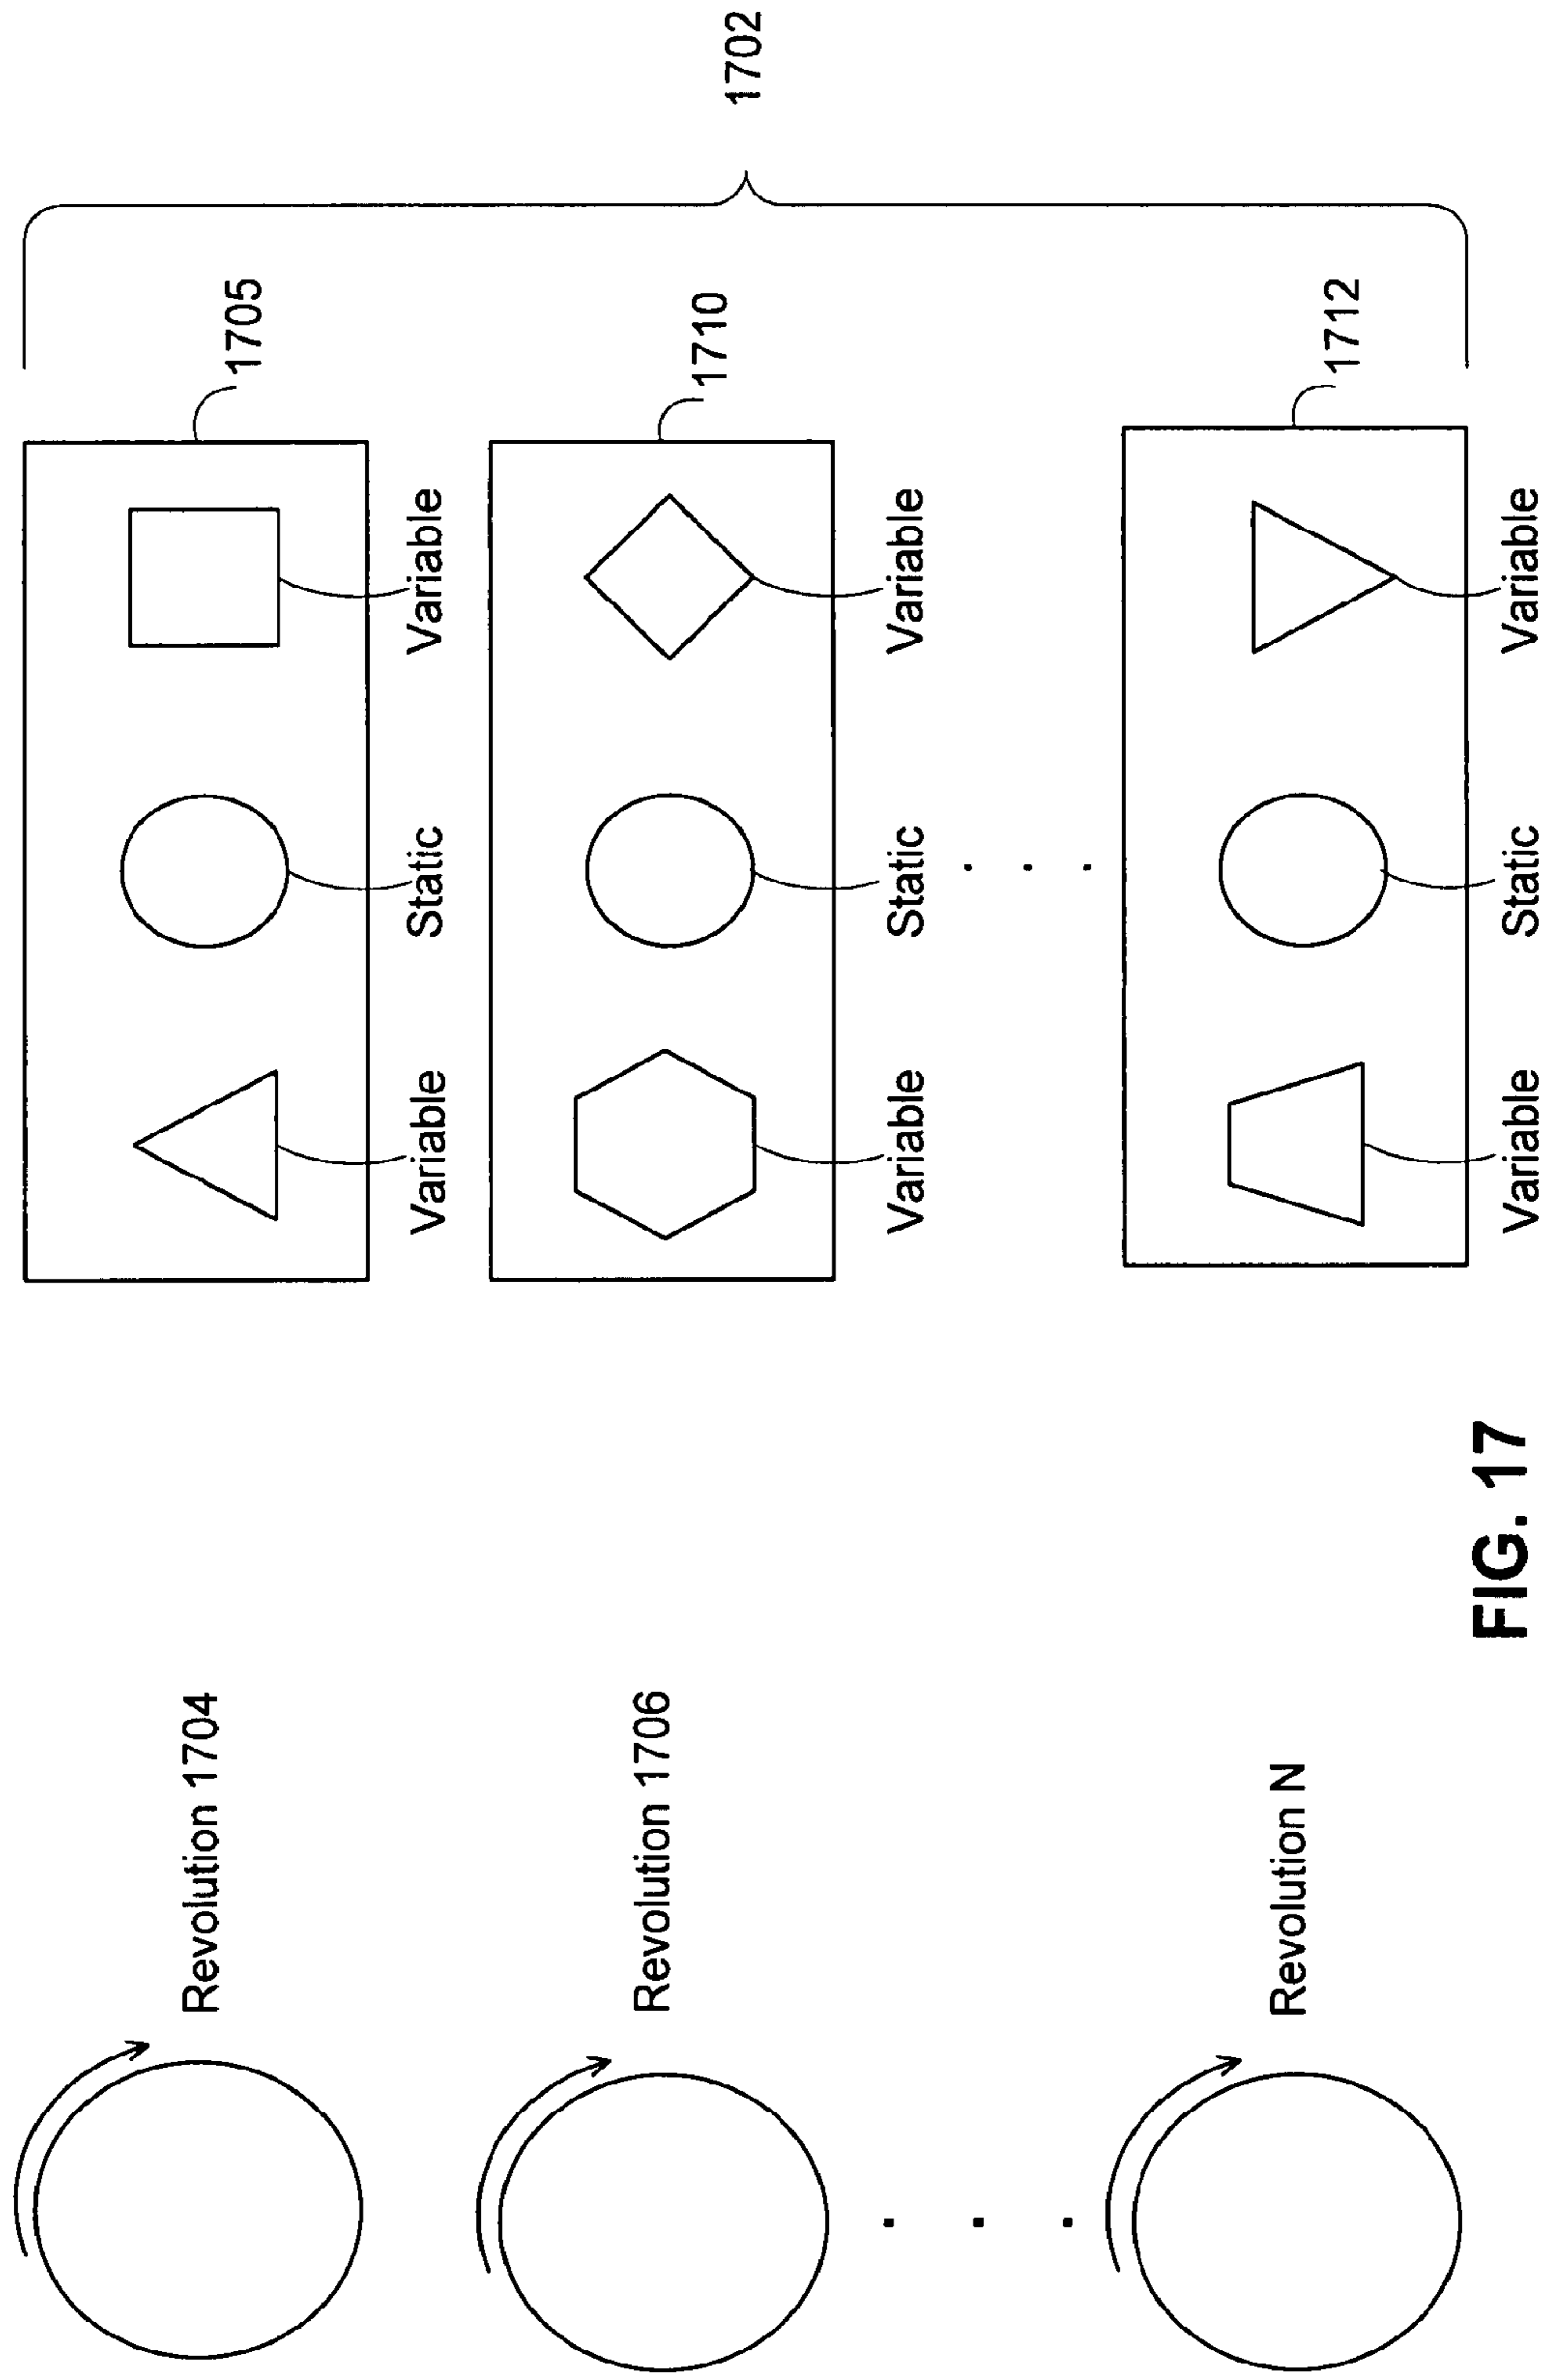 Revolution 1704
1705
Variable
Static
Variable
1702
Revolution 1706
1710
Variable
Static
Variable
Revolution N
1712
Variable
Static
Variable
FIG. 17